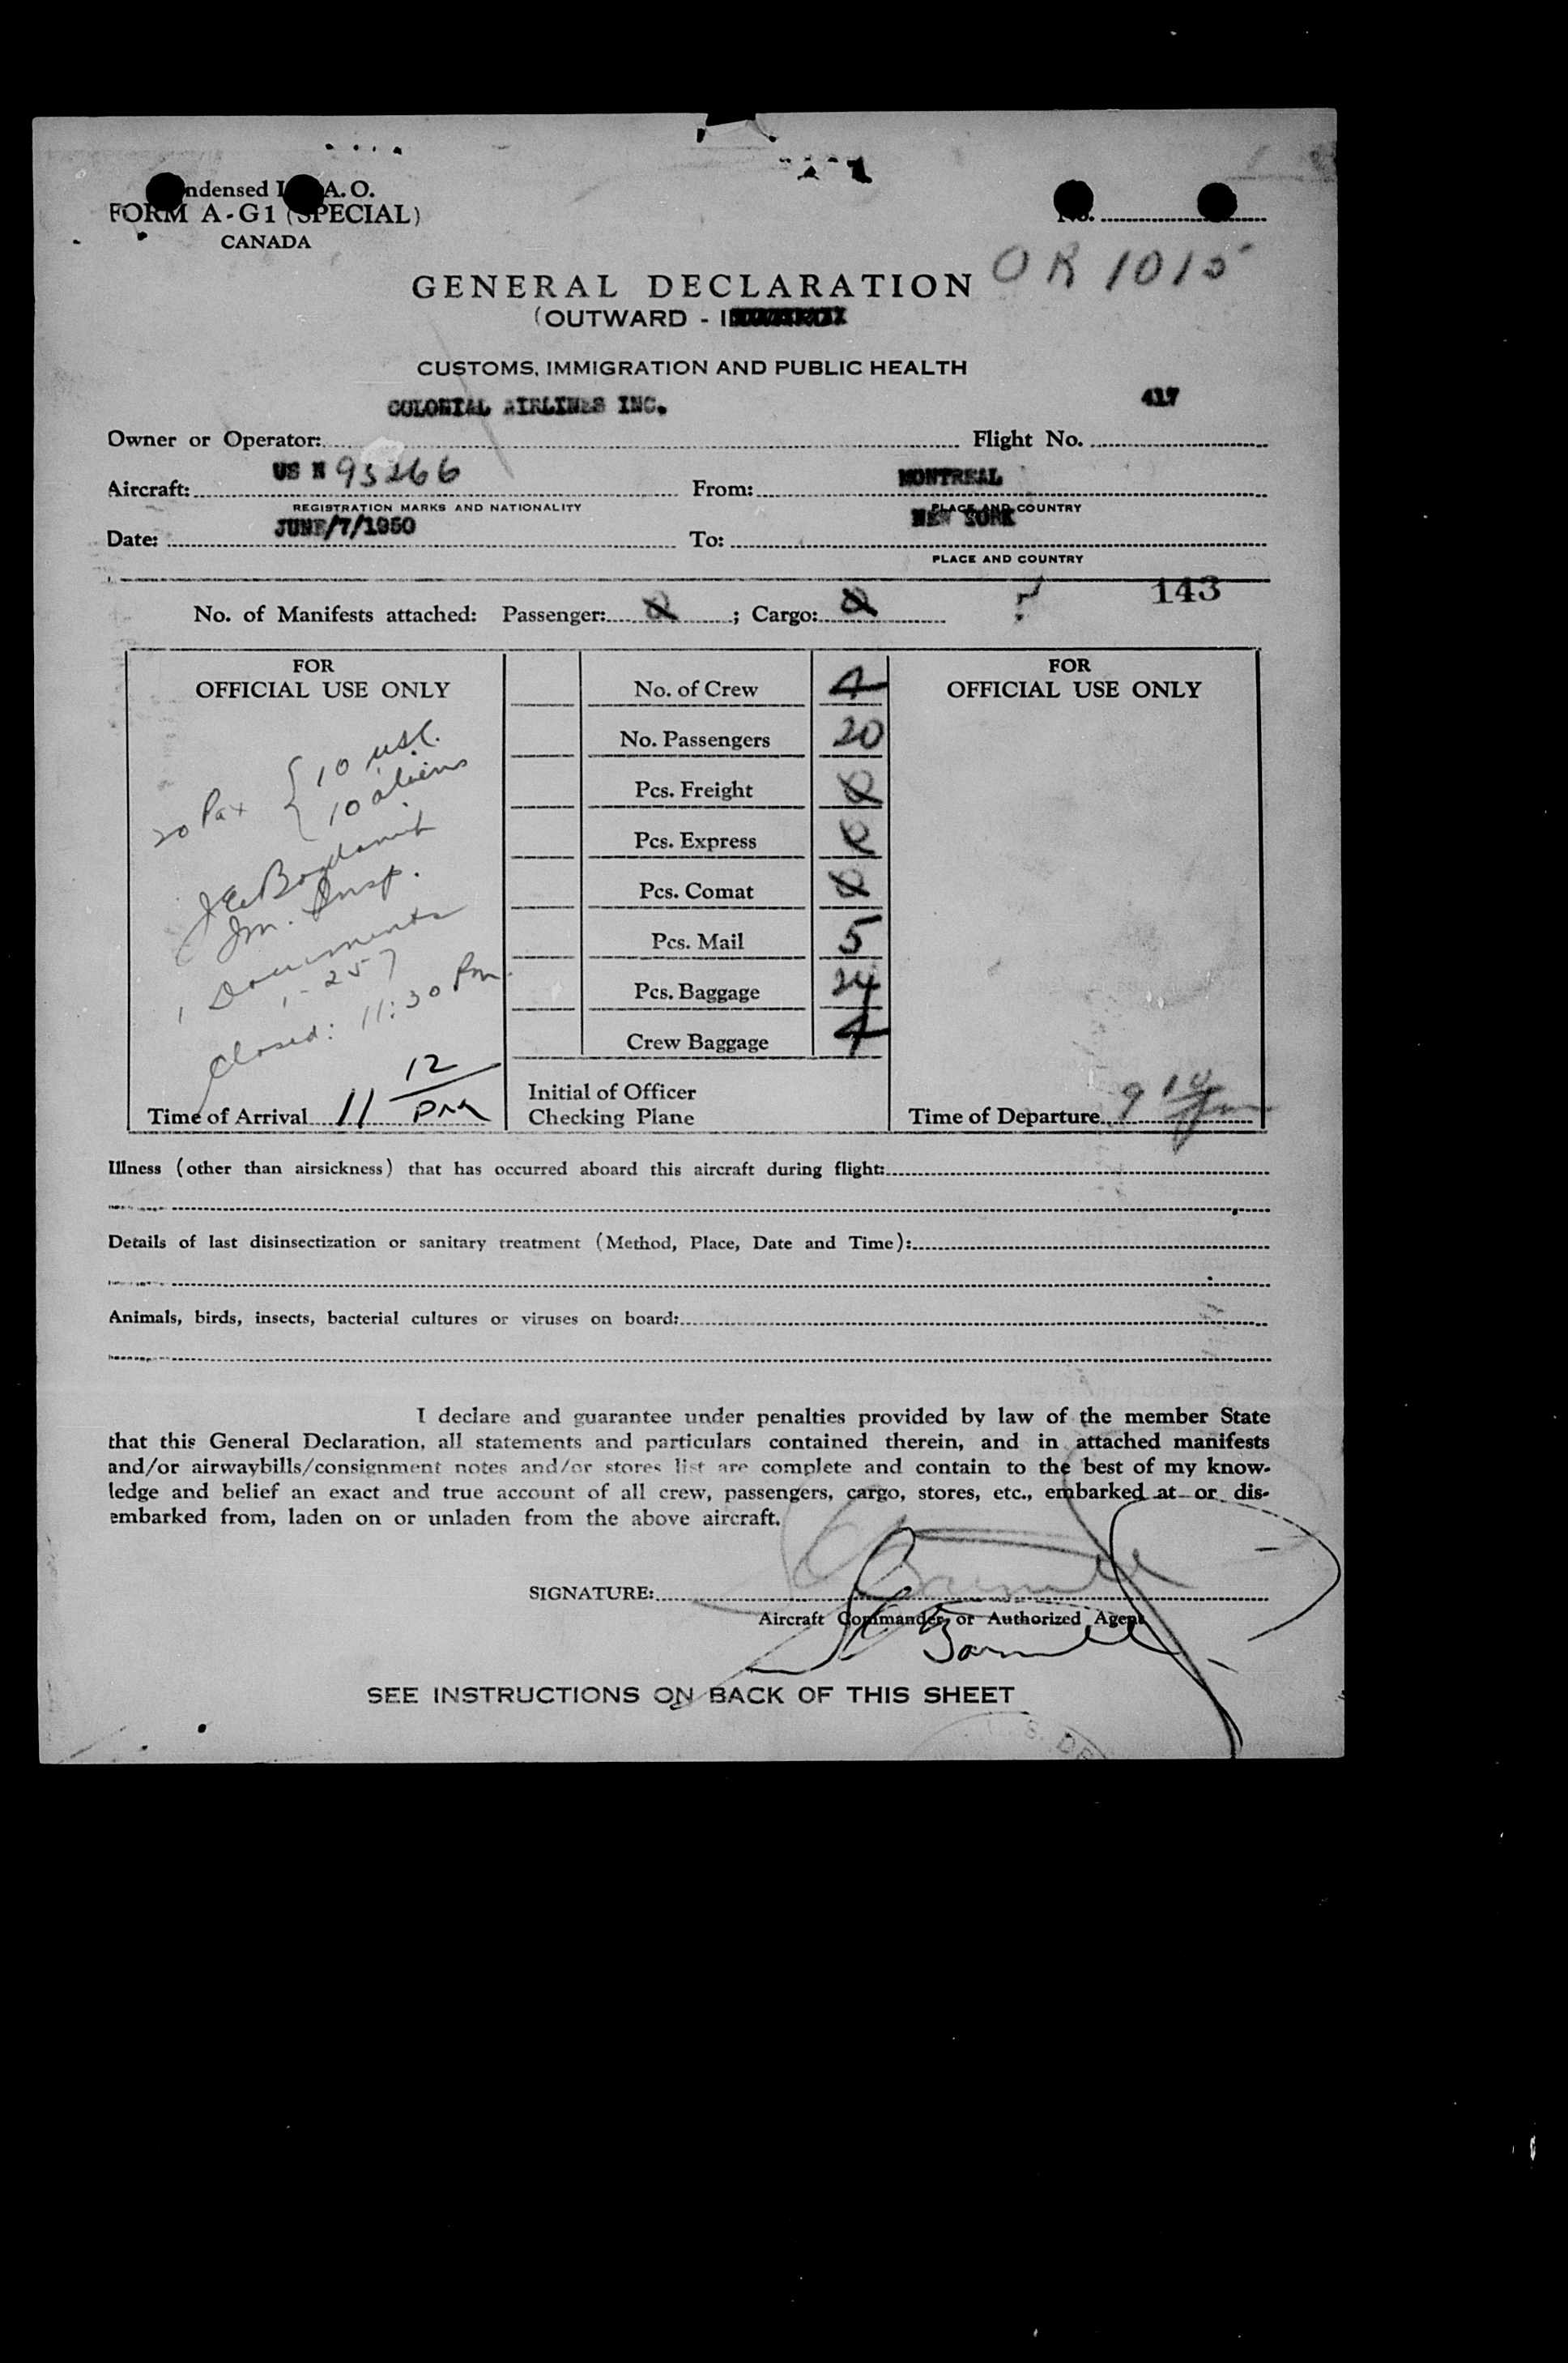 ndensed I A. O.
FORM A-G1 (SPECIAL)
CANADA
No.
OR 1015
GENERAL DECLARATION
(OUTWARD - I
CUSTOMS, IMMIGRATION AND PUBLIC HEALTH
COLONIAL AIRLINES INC. 417
Owner or Operator: Flight No.
US N 95266 MONTREAL
Aircraft: From:
REGISTRATION MARKS AND NATIONALITY PLACE AND COUNTRY
JUNE/7/1950 NEW YORK
Date: To:
PLACE AND COUNTRY
143
No. of Manifests attached: Passenger: ; Cargo: ?
FOR
OFFICIAL USE ONLY
20 Pax { 10 usc.
10 aliens
Im. Insp.
1 Documents
1-257
Closed: 11:30 Pm.
Time of Arrival 11 12 PM
No. of Crew 4
No. Passengers 20
Pcs. Freight
Pcs. Express
Pcs. Comat
Pcs. Mail 5
Pcs. Baggage 24
Crew Baggage 4
Initial of Officer
Checking Plane
FOR
OFFICIAL USE ONLY
Time of Departure 9
Illness (other than airsickness) that has occurred aboard this aircraft during flight:
Details of last disinsectization or sanitary treatment (Method, Place, Date and Time):
Animals, birds, insects, bacterial cultures or viruses on board:
I declare and guarantee under penalties provided by law of the member State
that this General Declaration, all statements and particulars contained therein, and in attached manifests
and/or airwaybills/consignment notes and/or stores list are complete and contain to the best of my know-
ledge and belief an exact and true account of all crew, passengers, cargo, stores, etc., embarked at or dis-
embarked from, laden on or unladen from the above aircraft.
SIGNATURE:
Aircraft Commander or Authorized Agent
SEE INSTRUCTIONS ON BACK OF THIS SHEET
U. S. DE